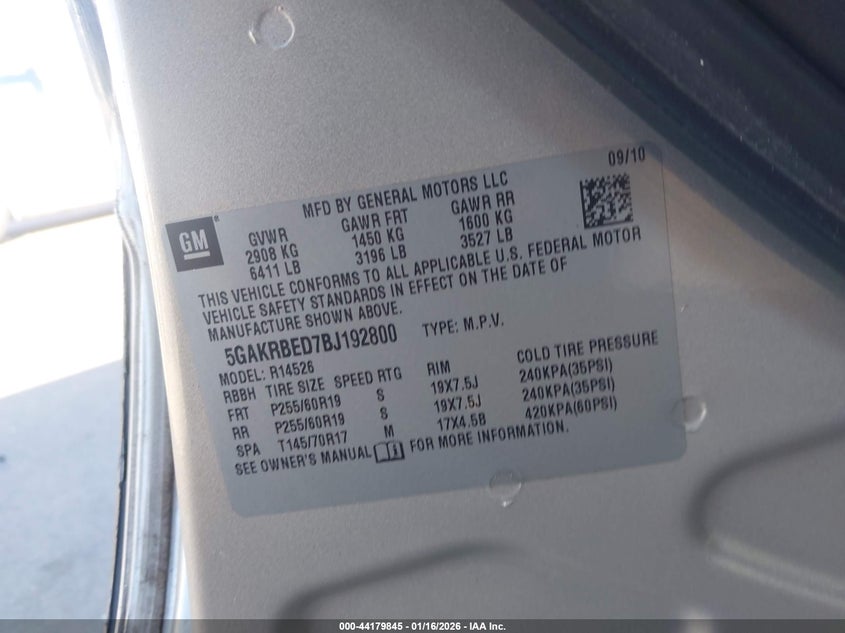 09/10
MFD BY GENERAL MOTORS LLC
GM®
GVWR GAWR FRT GAWR RR
2908 KG 1450 KG 1600 KG
6411 LB 3196 LB 3527 LB
THIS VEHICLE CONFORMS TO ALL APPLICABLE U.S. FEDERAL MOTOR
VEHICLE SAFETY STANDARDS IN EFFECT ON THE DATE OF
MANUFACTURE SHOWN ABOVE.
5GAKRBED7BJ192800 TYPE: M.P.V.
MODEL: R14526
RBBH TIRE SIZE SPEED RTG RIM COLD TIRE PRESSURE
FRT P255/60R19 S 19X7.5J 240KPA(35PSI)
RR P255/60R19 S 19X7.5J 240KPA(35PSI)
SPA T145/70R17 M 17X4.5B 420KPA(60PSI)
SEE OWNER'S MANUAL FOR MORE INFORMATION.
000-44179845 - 01/16/2026 - IAA Inc.